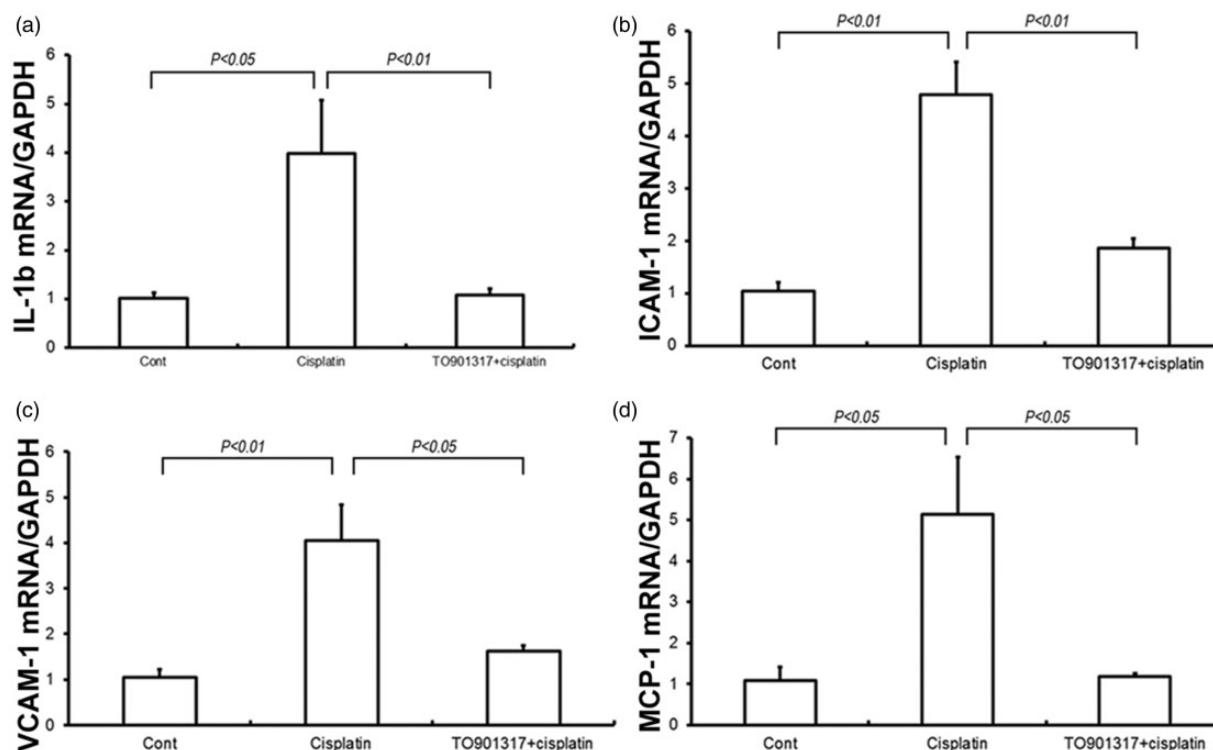 (a)
P<0.05
P<0.01
IL-1b mRNA/GAPDH
6
5
4
3
2
1
0
Cont
Cisplatin
TO901317+cisplatin
(b)
P<0.01
P<0.01
ICAM-1 mRNA/GAPDH
6
5
4
3
2
1
0
Cont
Cisplatin
TO901317+cisplatin
(c)
P<0.01
P<0.05
VCAM-1 mRNA/GAPDH
6
5
4
3
2
1
0
Cont
Cisplatin
TO901317+cisplatin
(d)
P<0.05
P<0.05
MCP-1 mRNA/GAPDH
7
6
5
4
3
2
1
0
Cont
Cisplatin
TO901317+cisplatin